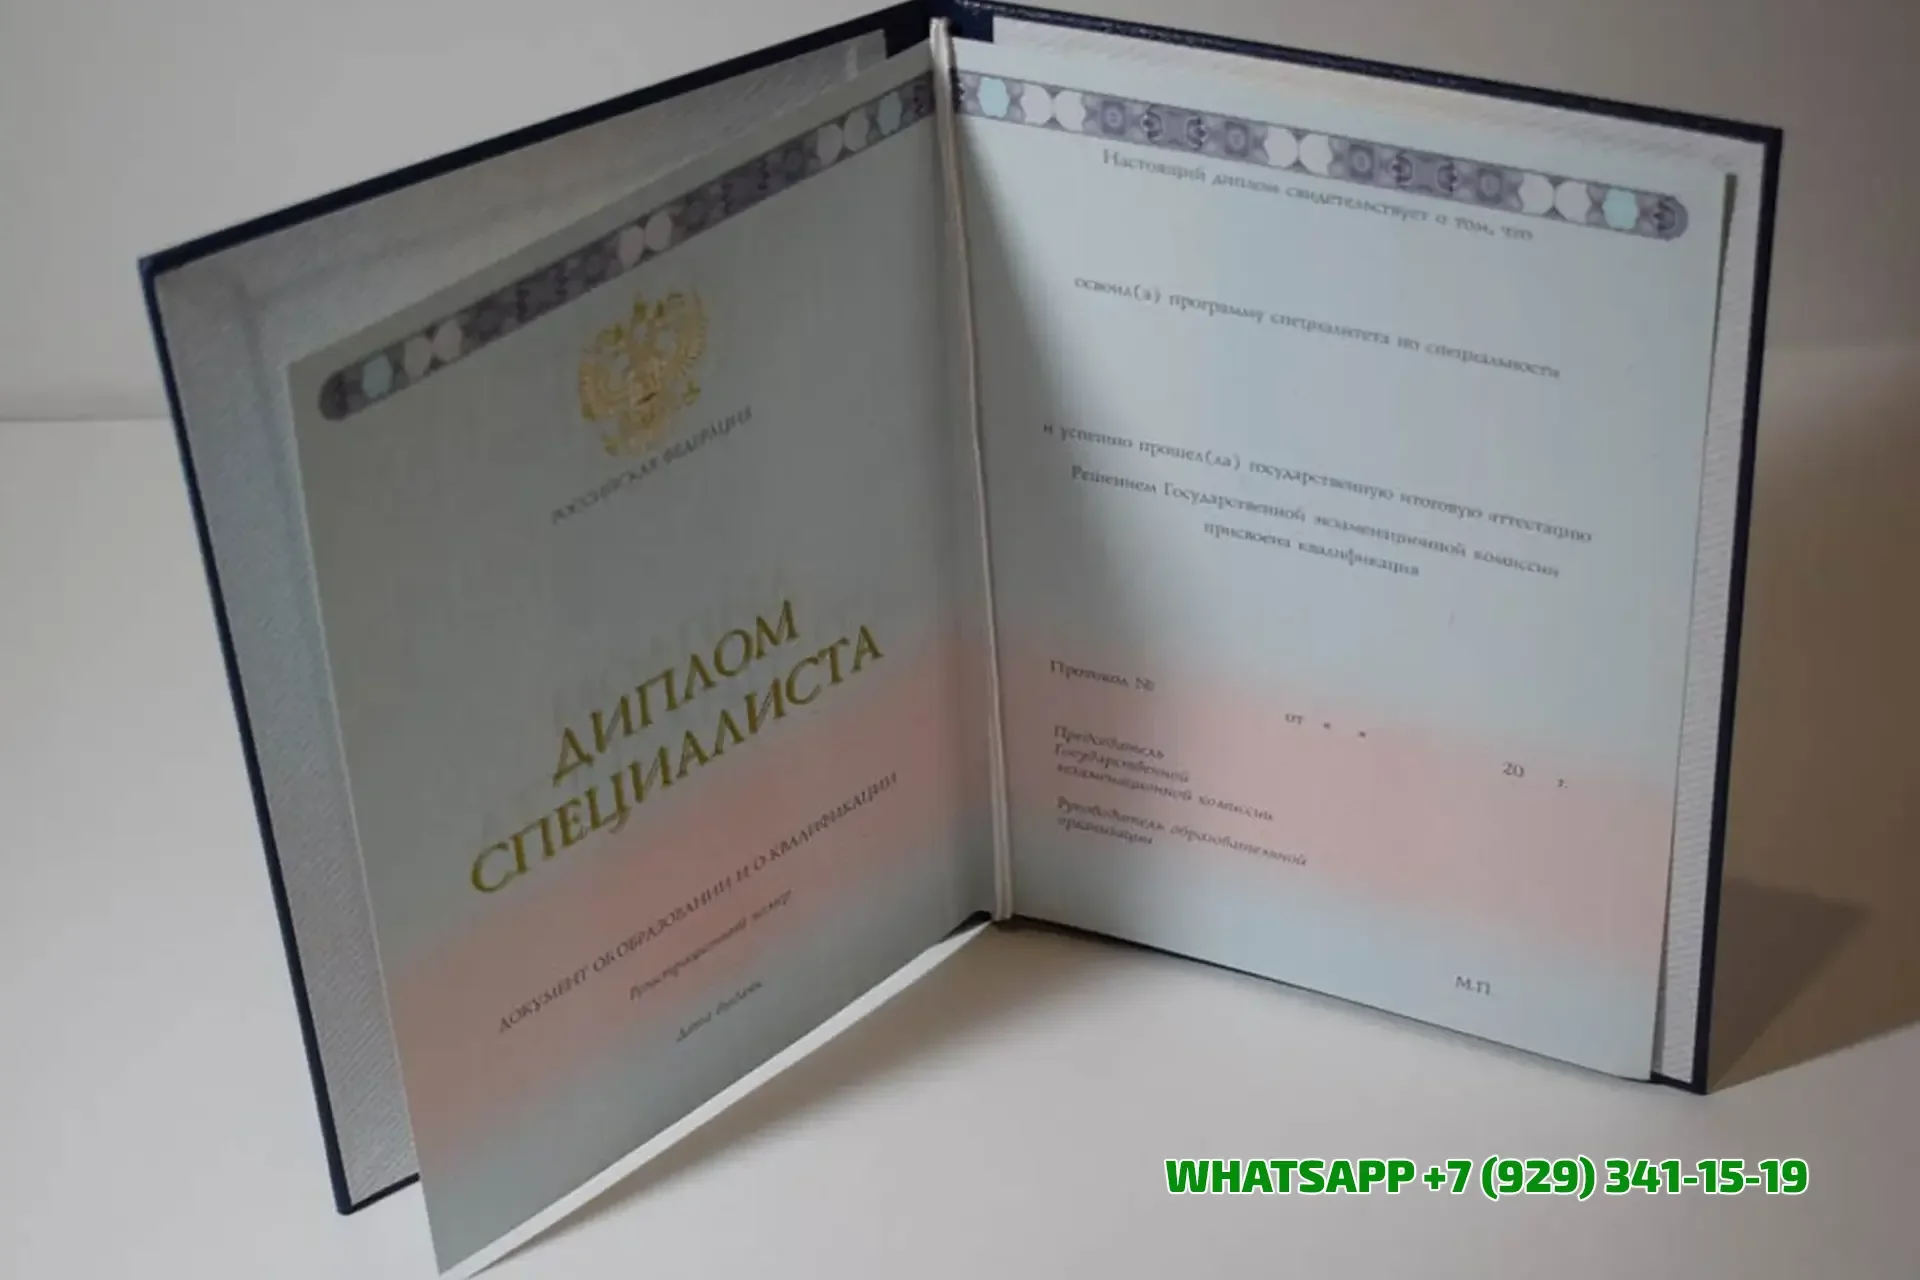 РОССИЙСКАЯ ФЕДЕРАЦИЯ
ДИПЛОМ
СПЕЦИАЛИСТА
ДОКУМЕНТ ОБ ОБРАЗОВАНИИ И О КВАЛИФИКАЦИИ
Регистрационный номер
Дата выдачи
Настоящий диплом свидетельствует о том, что
освоил(а) программу специалитета по специальности
и успешно прошел(ла) государственную итоговую аттестацию
Решением Государственной экзаменационной комиссии
присвоена квалификация
Протокол №
от « »
20 г.
Председатель
Государственной
экзаменационной комиссии
Руководитель образовательной
организации
М.П.
WHATSAPP +7 (929) 341-15-19